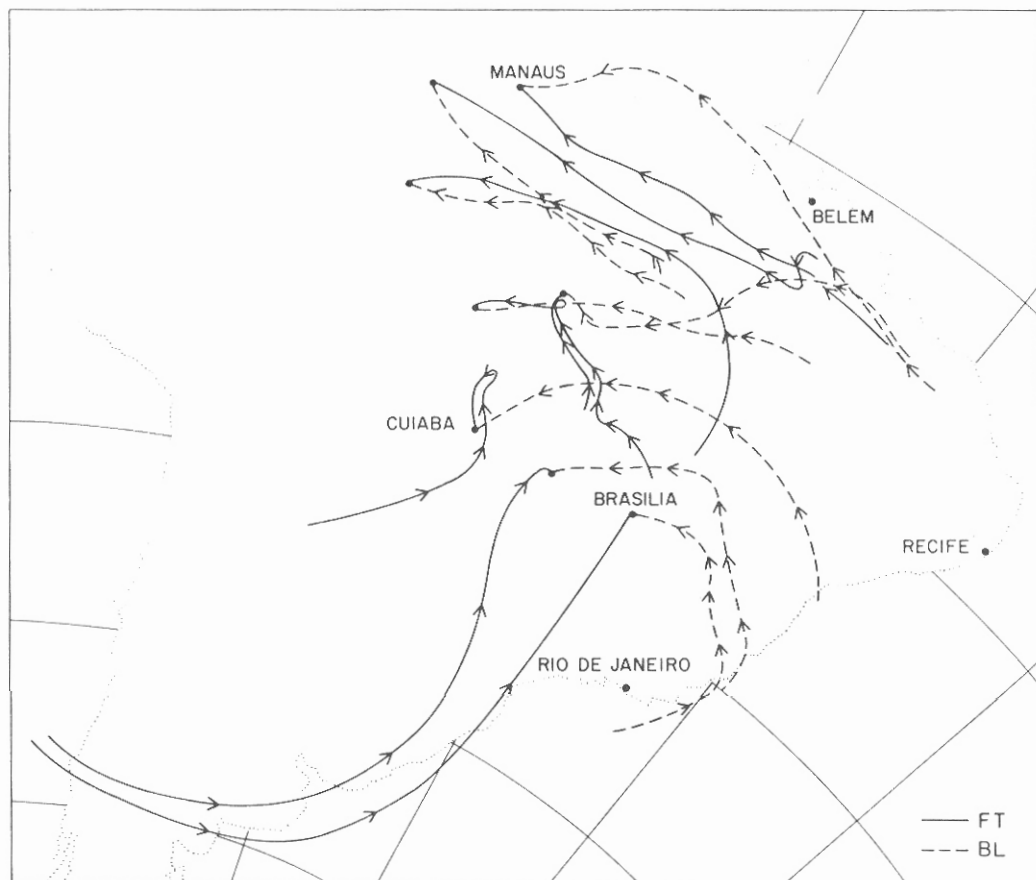 MANAUS
BELEM
CUIABA
BRASILIA
RECIFE
RIO DE JANEIRO
FT
BL